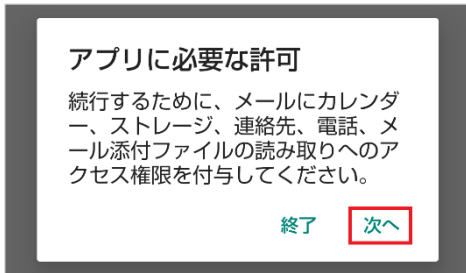 アプリに必要な許可
続行するために、メールにカレンダ
ー、ストレージ、連絡先、電話、メ
ール添付ファイルの読み取りへのア
クセス権限を付与してください。
終了 次へ